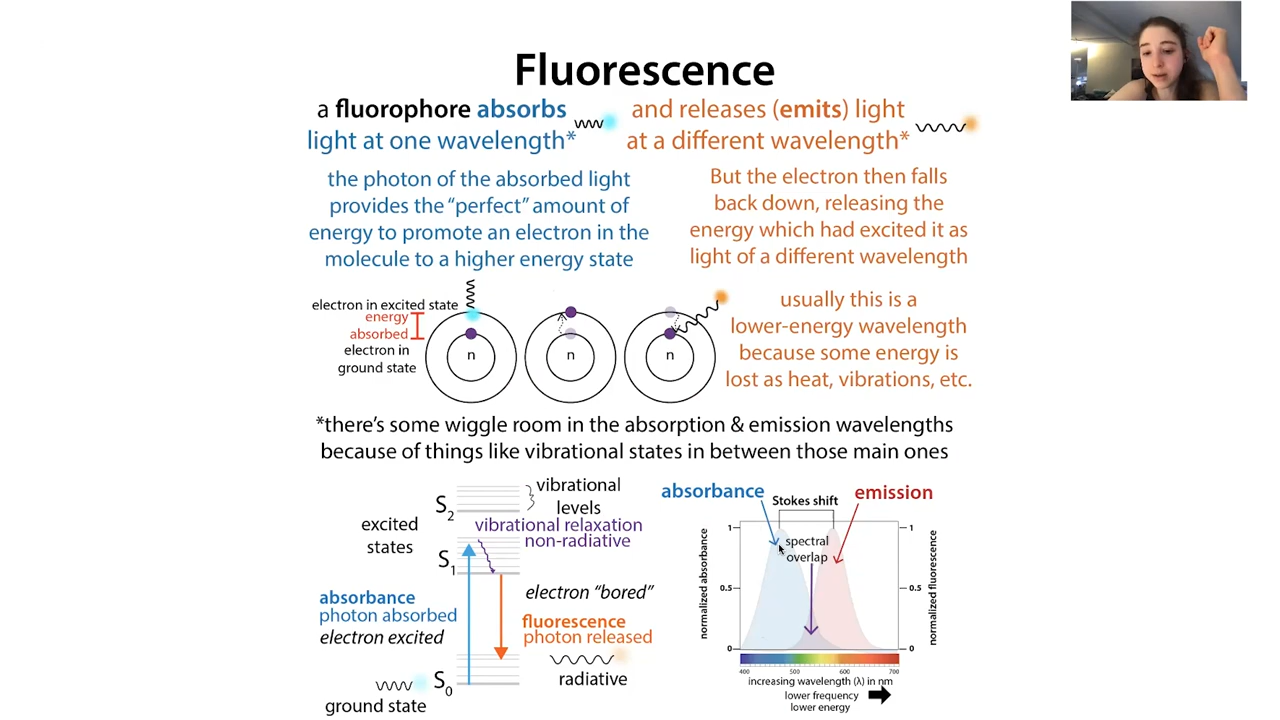 Fluorescence
a fluorophore absorbs
light at one wavelength*
and releases (emits) light
at a different wavelength*
the photon of the absorbed light
provides the “perfect” amount of
energy to promote an electron in the
molecule to a higher energy state
But the electron then falls
back down, releasing the
energy which had excited it as
light of a different wavelength
electron in excited state
energy
absorbed
electron in
ground state
n
n
n
usually this is a
lower-energy wavelength
because some energy is
lost as heat, vibrations, etc.
*there’s some wiggle room in the absorption & emission wavelengths
because of things like vibrational states in between those main ones
S2
vibrational
levels
excited
states
vibrational relaxation
non-radiative
S1
electron “bored”
absorbance
photon absorbed
electron excited
fluorescence
photon released
radiative
S0
ground state
absorbance
Stokes shift
emission
spectral
overlap
normalized absorbance
1
0.5
0
1
0.5
0
normalized fluorescence
400
500
600
700
increasing wavelength (λ) in nm
lower frequency
lower energy